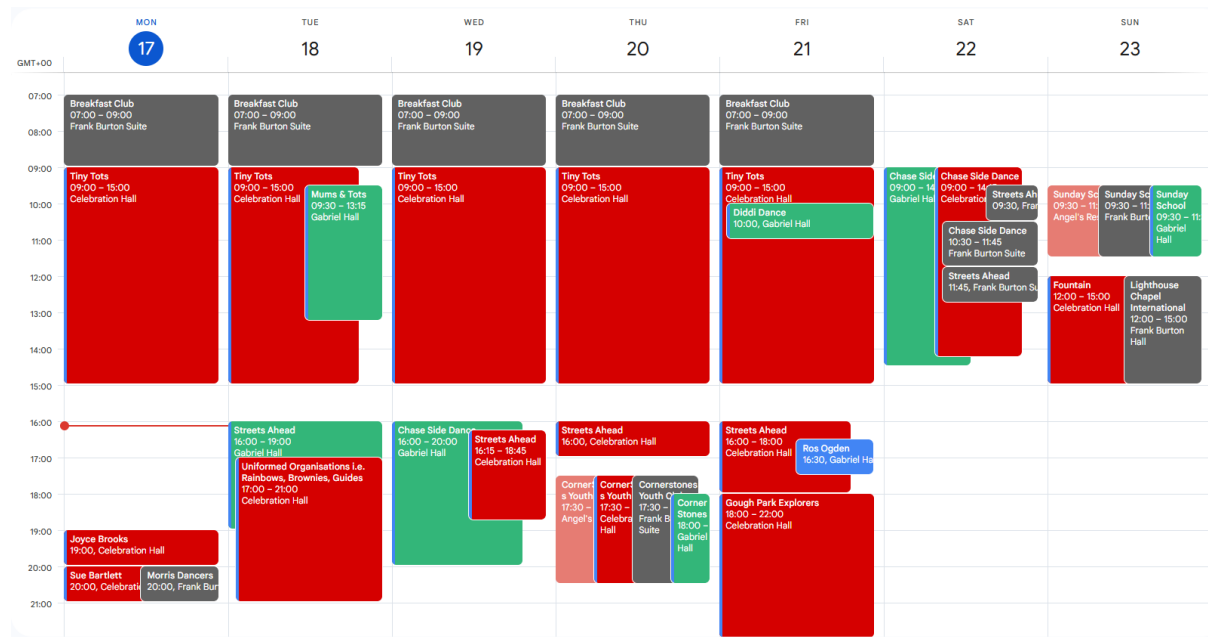 MON
17
TUE
18
WED
19
THU
20
FRI
21
SAT
22
SUN
23
GMT+00
07:00
08:00
09:00
10:00
11:00
12:00
13:00
14:00
15:00
16:00
17:00
18:00
19:00
20:00
21:00
Breakfast Club
07:00 – 09:00
Frank Burton Suite
Tiny Tots
09:00 – 15:00
Celebration Hall
Joyce Brooks
19:00, Celebration Hall
Sue Bartlett
20:00, Celebrati
Morris Dancers
20:00, Frank Bur
Breakfast Club
07:00 – 09:00
Frank Burton Suite
Tiny Tots
09:00 – 15:00
Celebration Hall
Mums & Tots
09:30 – 13:15
Gabriel Hall
Streets Ahead
16:00 – 19:00
Gabriel Hall
Uniformed Organisations i.e.
Rainbows, Brownies, Guides
17:00 – 21:00
Celebration Hall
Breakfast Club
07:00 – 09:00
Frank Burton Suite
Tiny Tots
09:00 – 15:00
Celebration Hall
Chase Side Dance
16:00 – 20:00
Gabriel Hall
Streets Ahead
16:15 – 18:45
Celebration Hall
Breakfast Club
07:00 – 09:00
Frank Burton Suite
Tiny Tots
09:00 – 15:00
Celebration Hall
Streets Ahead
16:00, Celebration Hall
CornerS
s Youth
17:30 –
Angel's
Corner
s Youth
17:30 –
Celebra
Hall
Cornerstones
Youth
17:30 –
Frank B
Suite
Corner
Stones
18:00 –
Gabriel
Hall
Breakfast Club
07:00 – 09:00
Frank Burton Suite
Tiny Tots
09:00 – 15:00
Celebration Hall
Diddi Dance
10:00, Gabriel Hall
Streets Ahead
16:00 – 18:00
Celebration Hall
Ros Ogden
16:30, Gabriel Ha
Gough Park Explorers
18:00 – 22:00
Celebration Hall
Chase Side
09:00 – 14
Gabriel Hal
Chase Side Dance
09:00 – 14
Celebration
Streets Ah
09:30, Fran
Chase Side Dance
10:30 – 11:45
Frank Burton Suite
Streets Ahead
11:45, Frank Burton Su
Sunday Sc
09:30 – 11:
Angel's Re
Sunday Sc
09:30 – 11:
Frank Burt
Sunday
School
09:30 – 11:
Gabriel
Hall
Fountain
12:00 – 15:00
Celebration Hall
Lighthouse
Chapel
International
12:00 – 15:00
Frank Burton
Hall